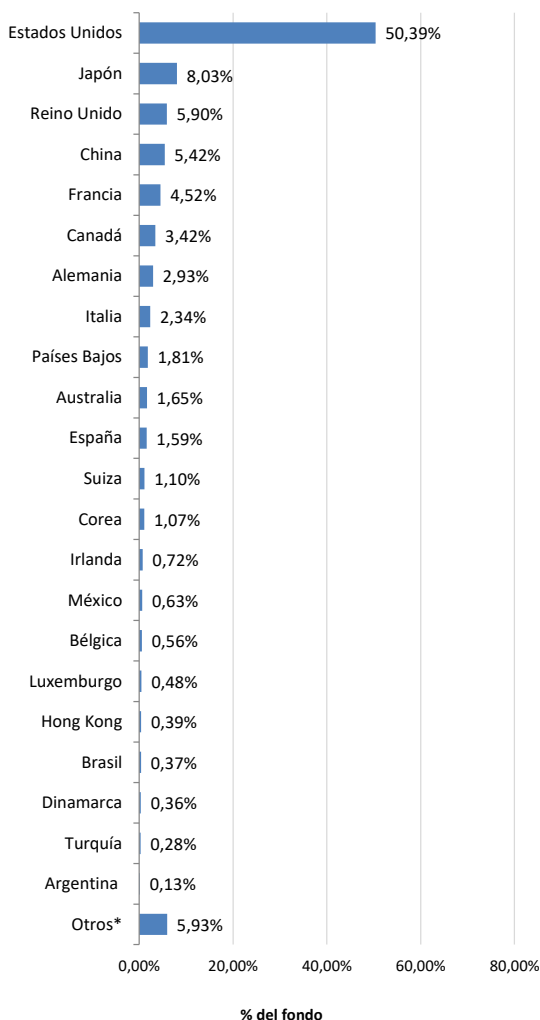 Estados Unidos 50,39%
Japón 8,03%
Reino Unido 5,90%
China 5,42%
Francia 4,52%
Canadá 3,42%
Alemania 2,93%
Italia 2,34%
Países Bajos 1,81%
Australia 1,65%
España 1,59%
Suiza 1,10%
Corea 1,07%
Irlanda 0,72%
México 0,63%
Bélgica 0,56%
Luxemburgo 0,48%
Hong Kong 0,39%
Brasil 0,37%
Dinamarca 0,36%
Turquía 0,28%
Argentina 0,13%
Otros* 5,93%
0,00% 20,00% 40,00% 60,00% 80,00%
% del fondo